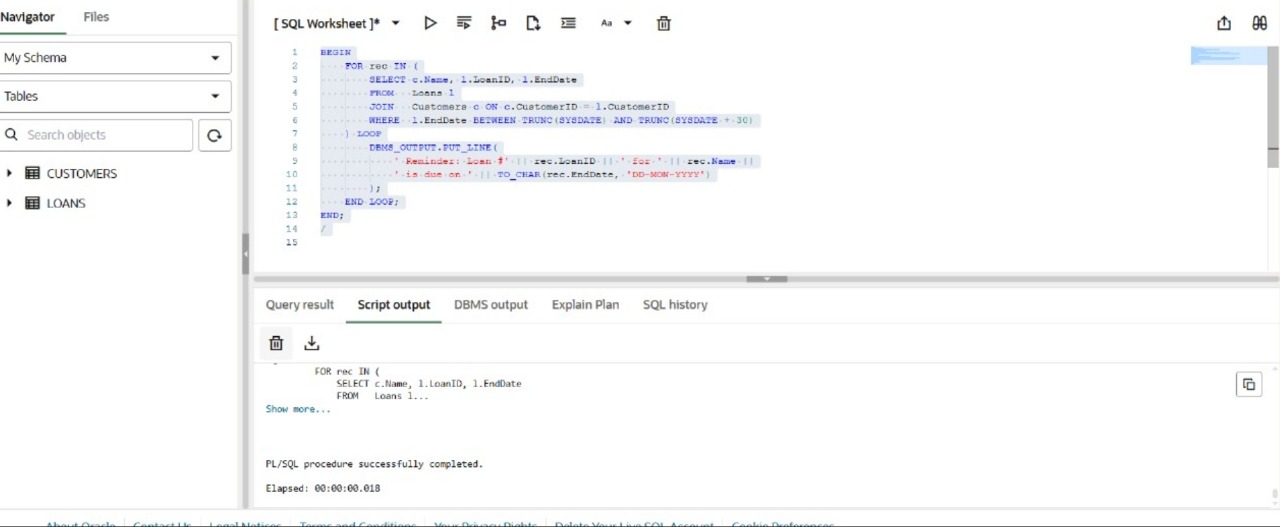 Navigator Files
My Schema
Tables
Search objects
CUSTOMERS
LOANS
[ SQL Worksheet ]* Aa
1 BEGIN
2 FOR rec IN (
3 SELECT c.Name, l.LoanID, l.EndDate
4 FROM Loans l
5 JOIN Customers c ON c.CustomerID = l.CustomerID
6 WHERE l.EndDate BETWEEN TRUNC(SYSDATE) AND TRUNC(SYSDATE + 30)
7 ) LOOP
8 DBMS_OUTPUT.PUT_LINE(
9 ' Reminder: Loan #' || rec.LoanID || ' for ' || rec.Name ||
10 ' is due on ' || TO_CHAR(rec.EndDate, 'DD-MON-YYYY')
11 );
12 END LOOP;
13 END;
14 /
15
Query result Script output DBMS output Explain Plan SQL history
FOR rec IN (
SELECT c.Name, l.LoanID, l.EndDate
FROM Loans l...
Show more...
PL/SQL procedure successfully completed.
Elapsed: 00:00:00.018
About Oracle Contact Us Legal Notices Terms and Conditions Your Privacy Rights Delete Your Live SQL Account Cookie Preferences